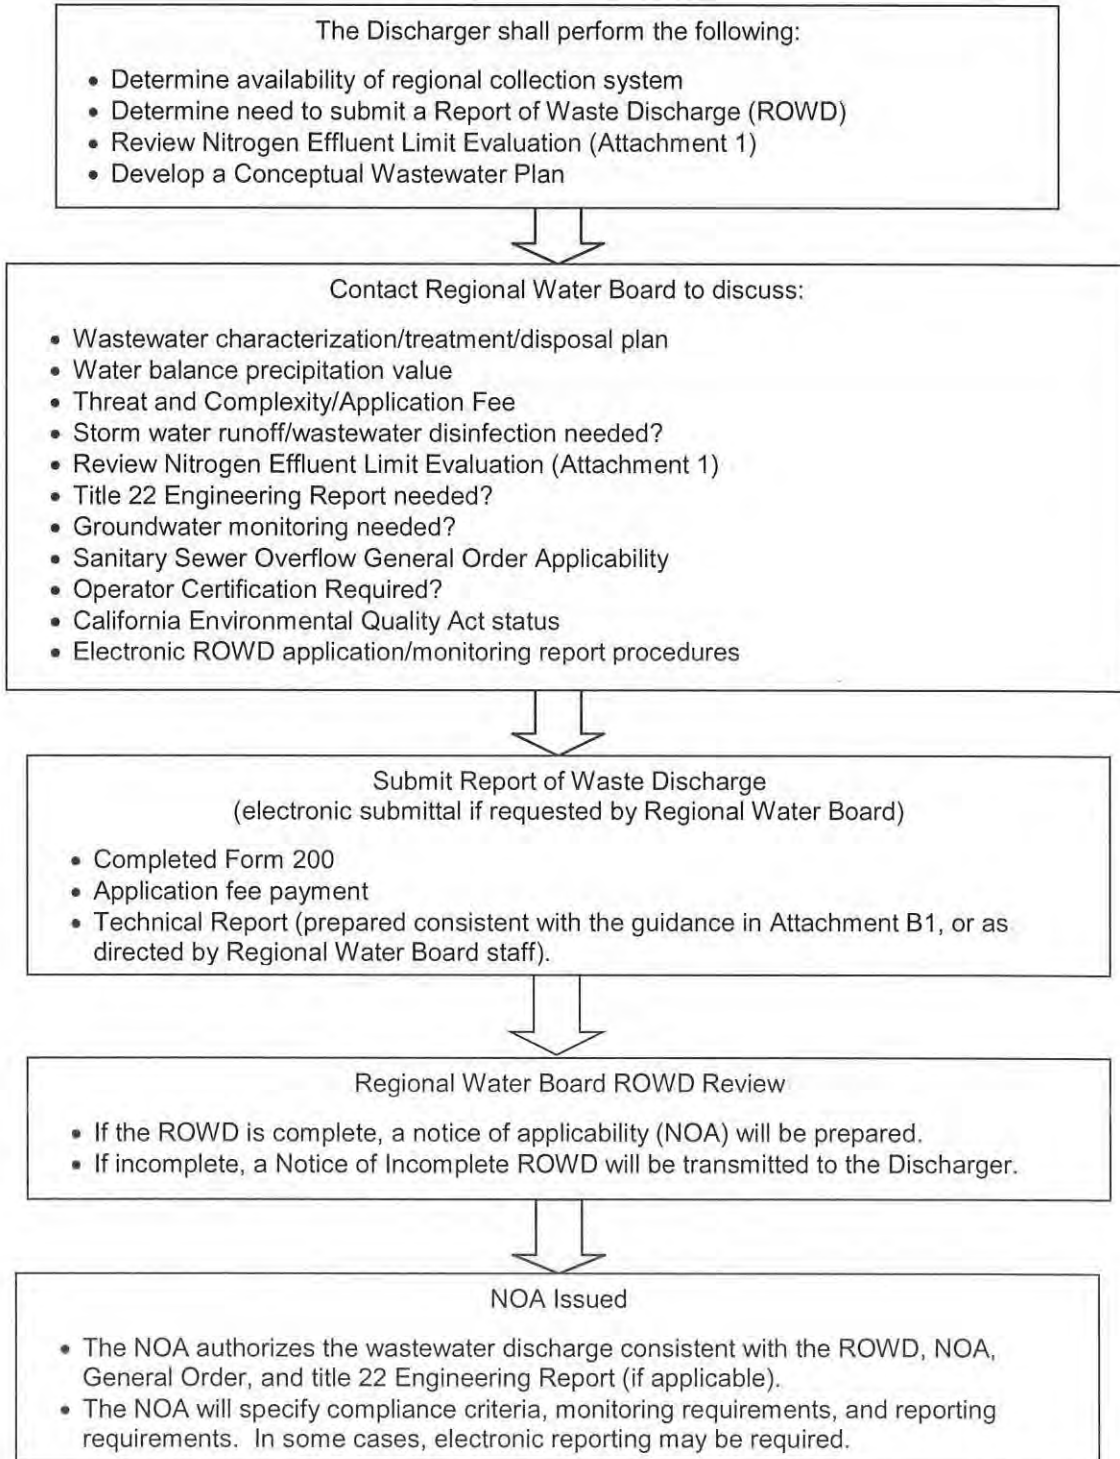 The Discharger shall perform the following:
• Determine availability of regional collection system
• Determine need to submit a Report of Waste Discharge (ROWD)
• Review Nitrogen Effluent Limit Evaluation (Attachment 1)
• Develop a Conceptual Wastewater Plan
Contact Regional Water Board to discuss:
• Wastewater characterization/treatment/disposal plan
• Water balance precipitation value
• Threat and Complexity/Application Fee
• Storm water runoff/wastewater disinfection needed?
• Review Nitrogen Effluent Limit Evaluation (Attachment 1)
• Title 22 Engineering Report needed?
• Groundwater monitoring needed?
• Sanitary Sewer Overflow General Order Applicability
• Operator Certification Required?
• California Environmental Quality Act status
• Electronic ROWD application/monitoring report procedures
Submit Report of Waste Discharge
(electronic submittal if requested by Regional Water Board)
• Completed Form 200
• Application fee payment
• Technical Report (prepared consistent with the guidance in Attachment B1, or as
directed by Regional Water Board staff).
Regional Water Board ROWD Review
• If the ROWD is complete, a notice of applicability (NOA) will be prepared.
• If incomplete, a Notice of Incomplete ROWD will be transmitted to the Discharger.
NOA Issued
• The NOA authorizes the wastewater discharge consistent with the ROWD, NOA,
General Order, and title 22 Engineering Report (if applicable).
• The NOA will specify compliance criteria, monitoring requirements, and reporting
requirements. In some cases, electronic reporting may be required.